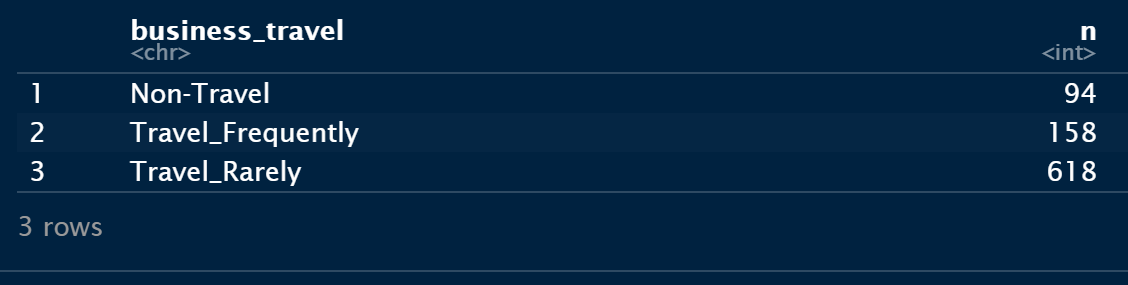 business_travel n
<chr> <int>
1 Non-Travel 94
2 Travel_Frequently 158
3 Travel_Rarely 618
3 rows